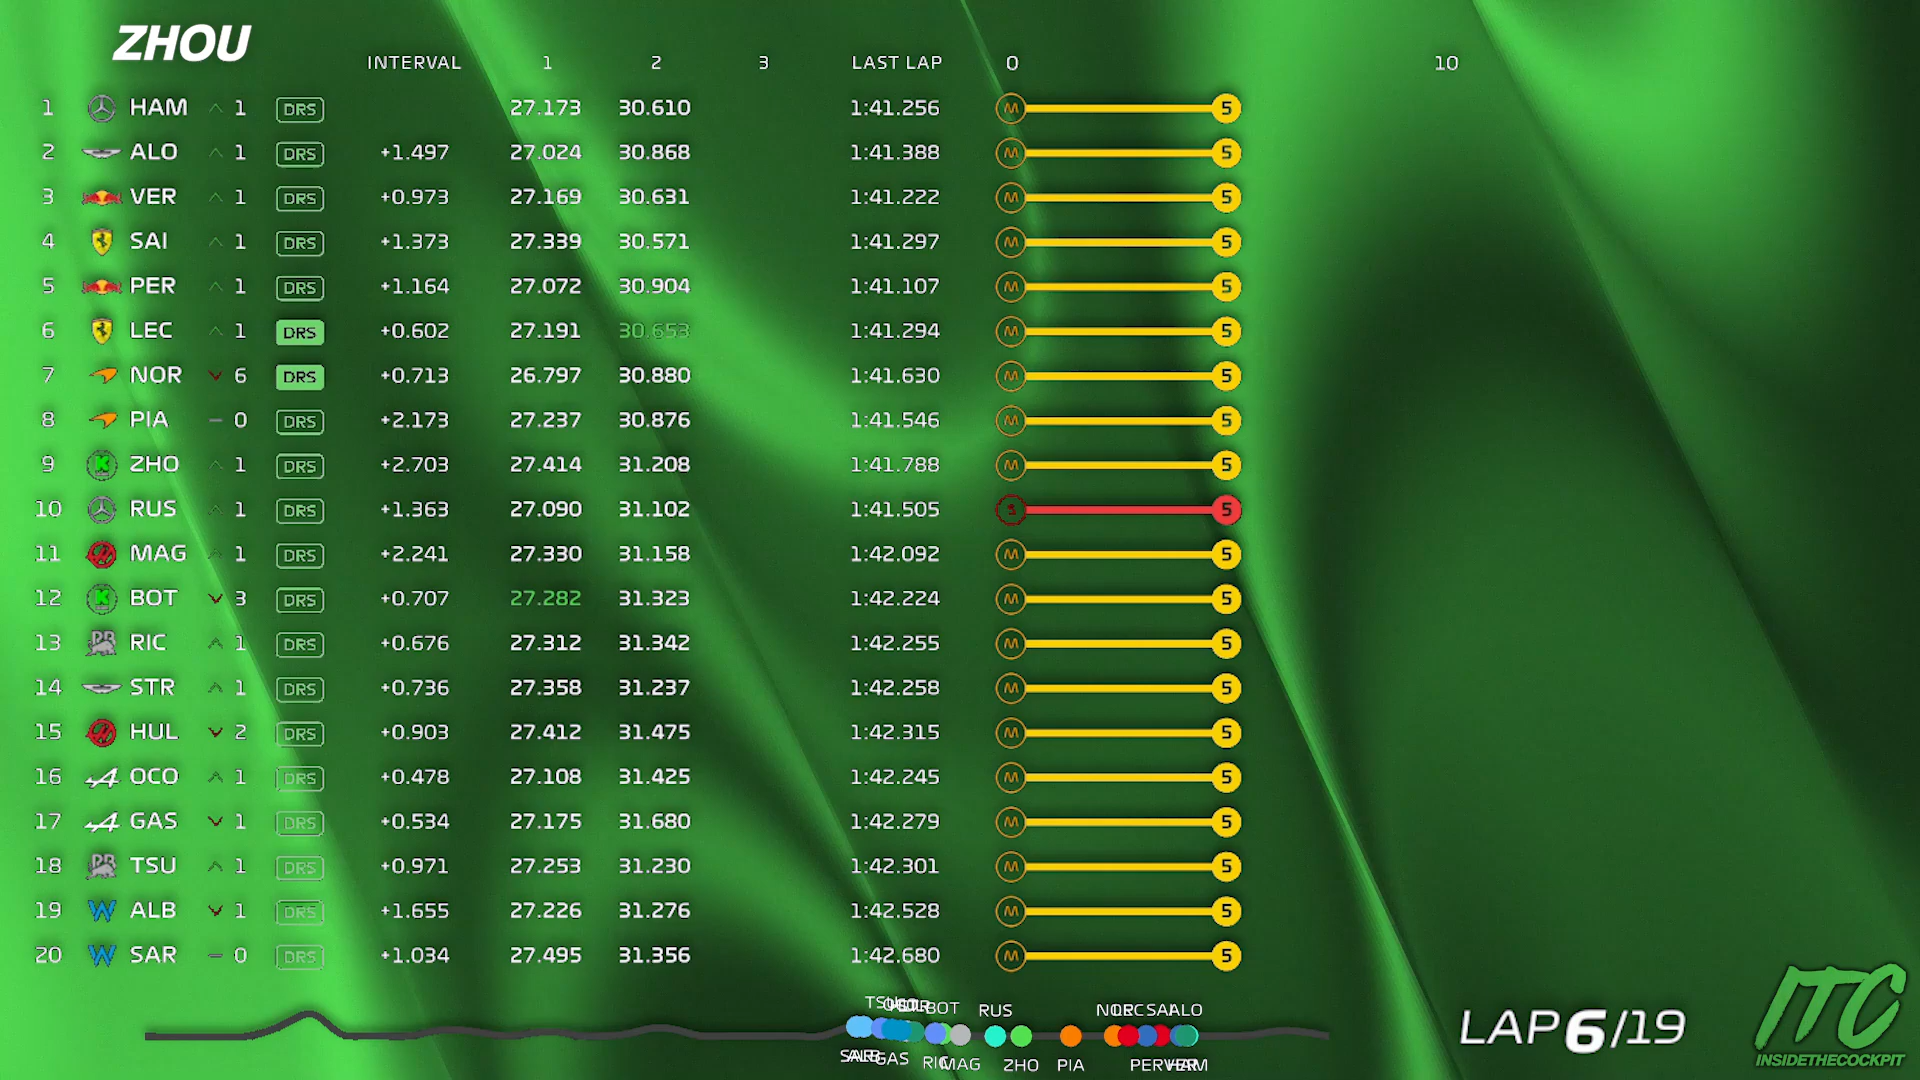 ZHOU
INTERVAL 1 2 3 LAST LAP 0 10
1 HAM 1 DRS 27.173 30.610 1:41.256 M 5
2 ALO 1 DRS +1.497 27.024 30.868 1:41.388 M 5
3 VER 1 DRS +0.973 27.169 30.631 1:41.222 M 5
4 SAI 1 DRS +1.373 27.339 30.571 1:41.297 M 5
5 PER 1 DRS +1.164 27.072 30.904 1:41.107 M 5
6 LEC 1 DRS +0.602 27.191 30.653 1:41.294 M 5
7 NOR 6 DRS +0.713 26.797 30.880 1:41.630 M 5
8 PIA 0 DRS +2.173 27.237 30.876 1:41.546 M 5
9 ZHO 1 DRS +2.703 27.414 31.208 1:41.788 M 5
10 RUS 1 DRS +1.363 27.090 31.102 1:41.505 5
11 MAG 1 DRS +2.241 27.330 31.158 1:42.092 M 5
12 BOT 3 DRS +0.707 27.282 31.323 1:42.224 M 5
13 RIC 1 DRS +0.676 27.312 31.342 1:42.255 M 5
14 STR 1 DRS +0.736 27.358 31.237 1:42.258 M 5
15 HUL 2 DRS +0.903 27.412 31.475 1:42.315 M 5
16 OCO 1 DRS +0.478 27.108 31.425 1:42.245 M 5
17 GAS 1 DRS +0.534 27.175 31.680 1:42.279 M 5
18 TSU 1 DRS +0.971 27.253 31.230 1:42.301 M 5
19 ALB 1 DRS +1.655 27.226 31.276 1:42.528 M 5
20 SAR 0 DRS +1.034 27.495 31.356 1:42.680 M 5
BOT RUS ALO
GAS MAG ZHO PIA PER HAM
LAP 6/19
ITC
INSIDETHECOCKPIT